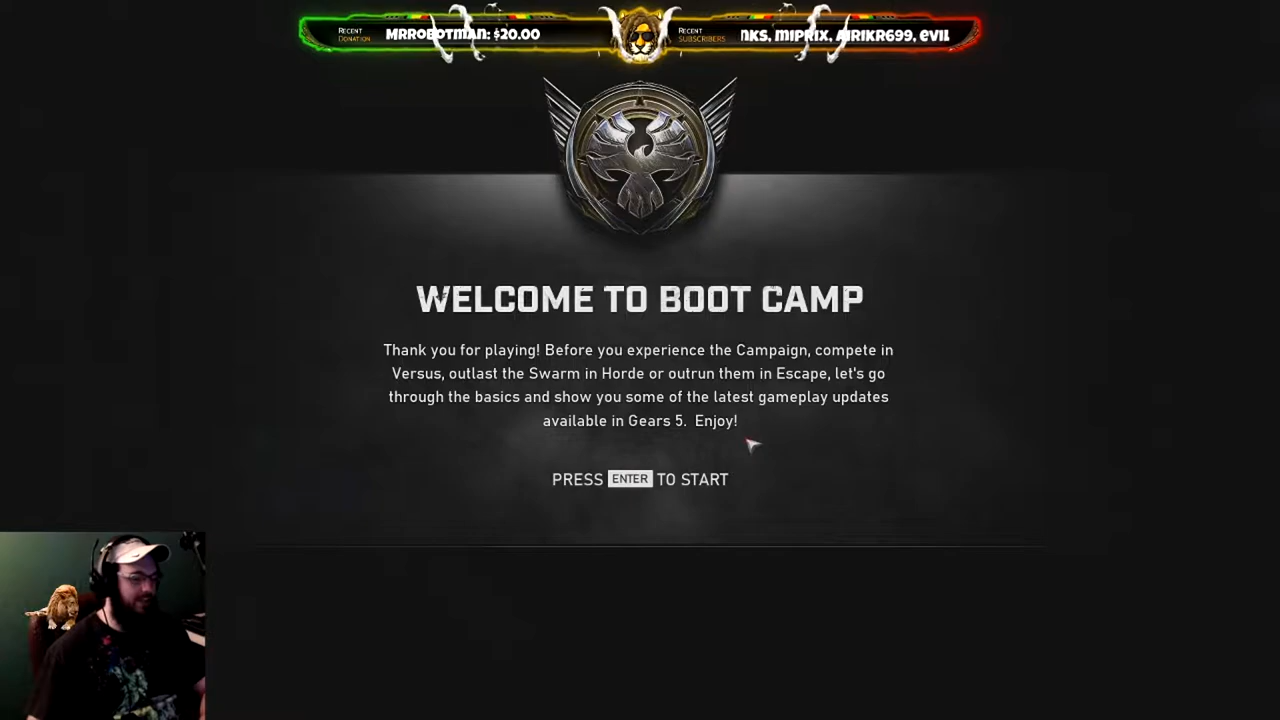 RECENT DONATION MRROBOTMAN: $20.00
RECENT SUBSCRIBERS NKS, MIPRIX, AIRIKR699, EVIL
WELCOME TO BOOT CAMP
Thank you for playing! Before you experience the Campaign, compete in
Versus, outlast the Swarm in Horde or outrun them in Escape, let's go
through the basics and show you some of the latest gameplay updates
available in Gears 5. Enjoy!
PRESS ENTER TO START